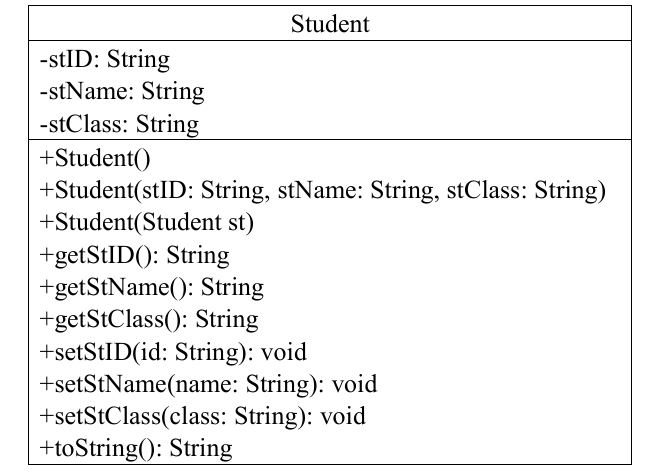 Student
-stID: String
-stName: String
-stClass: String
+Student()
+Student(stID: String, stName: String, stClass: String)
+Student(Student st)
+getStID(): String
+getStName(): String
+getStClass(): String
+setStID(id: String): void
+setStName(name: String): void
+setStClass(class: String): void
+toString(): String